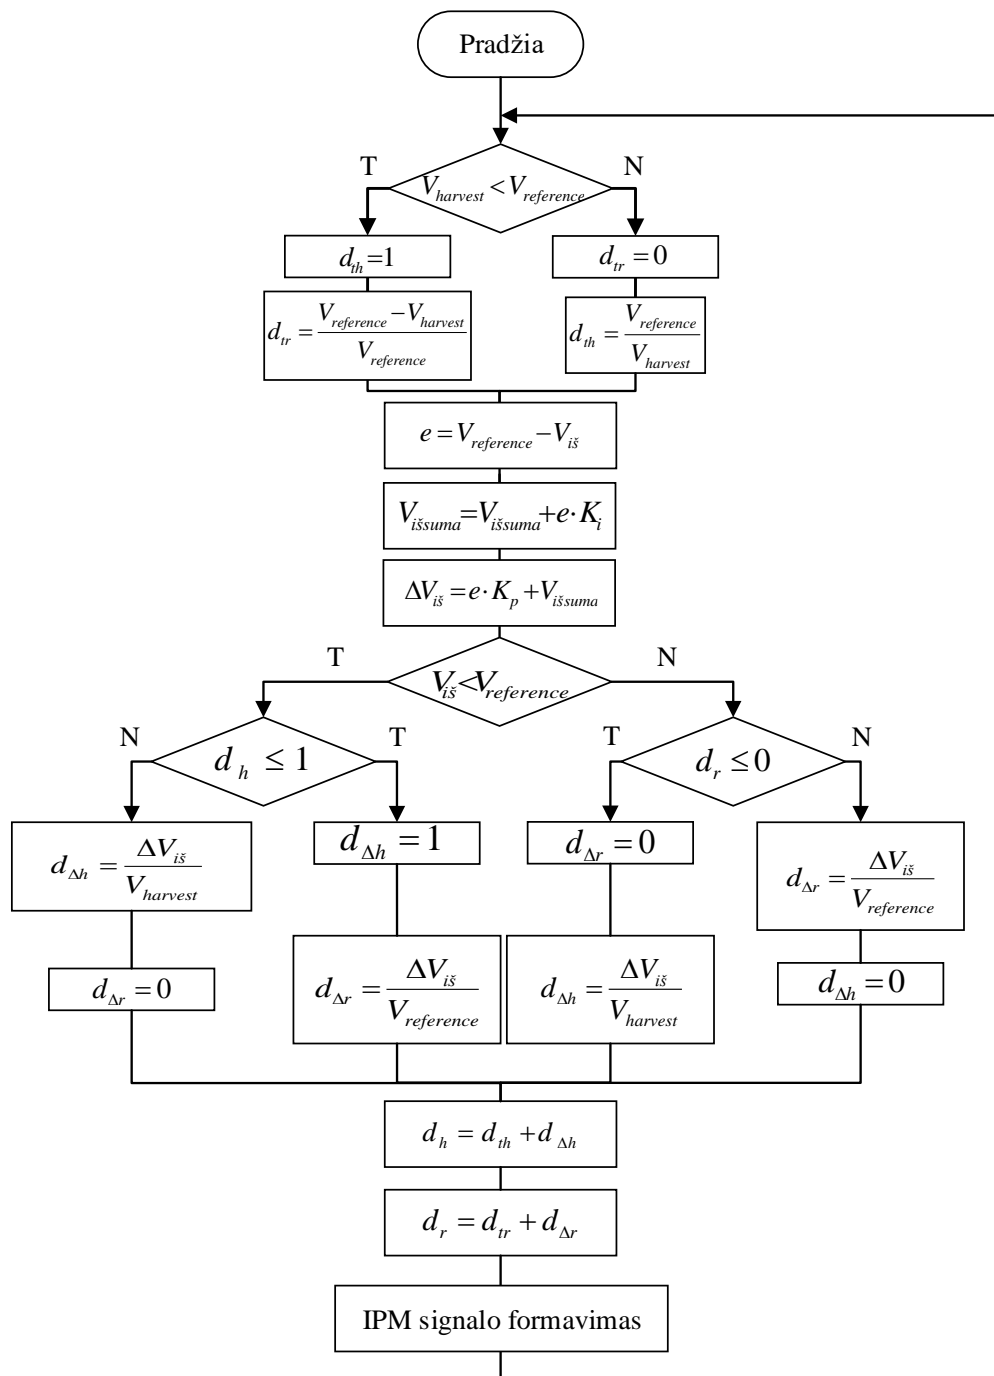 Pradžia
T
N
V_harvest < V_reference
d_th = 1
d_tr = 0
d_tr = (V_reference − V_harvest) / V_reference
d_th = V_reference / V_harvest
e = V_reference − V_iš
V_išsuma = V_išsuma + e · K_i
ΔV_iš = e · K_p + V_išsuma
T
N
V_iš < V_reference
N
T
T
N
d_h ≤ 1
d_r ≤ 0
d_Δh = ΔV_iš / V_harvest
d_Δh = 1
d_Δr = 0
d_Δr = ΔV_iš / V_reference
d_Δr = 0
d_Δr = ΔV_iš / V_reference
d_Δh = ΔV_iš / V_harvest
d_Δh = 0
d_h = d_th + d_Δh
d_r = d_tr + d_Δr
IPM signalo formavimas